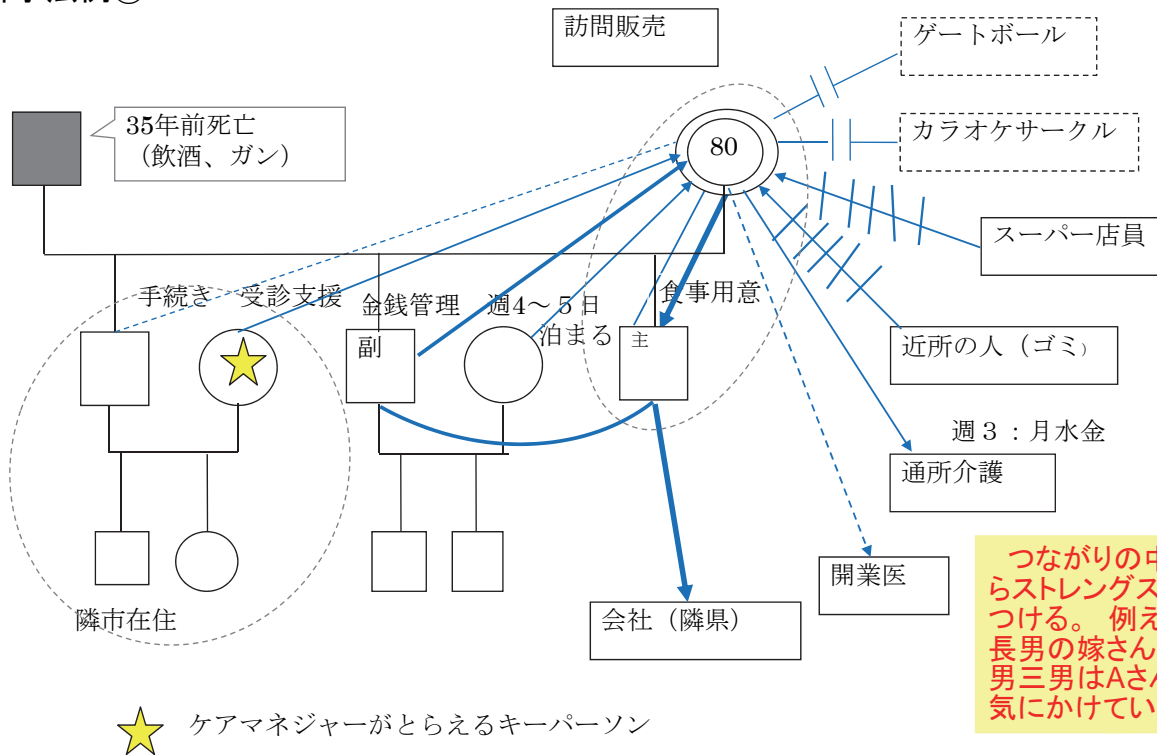 訪問販売
ゲートボール
35年前死亡
（飲酒、ガン）
80
カラオケサークル
スーパー店員
手続き 受診支援
金銭管理
週4～5日
泊まる
食事用意
副
主
近所の人（ゴミ）
週3：月水金
通所介護
開業医
会社（隣県）
隣市在住
つながりの中
らストレングス
つける。 例え
長男の嫁さん
男三男はAさん
気にかけてい
ケアマネジャーがとらえるキーパーソン